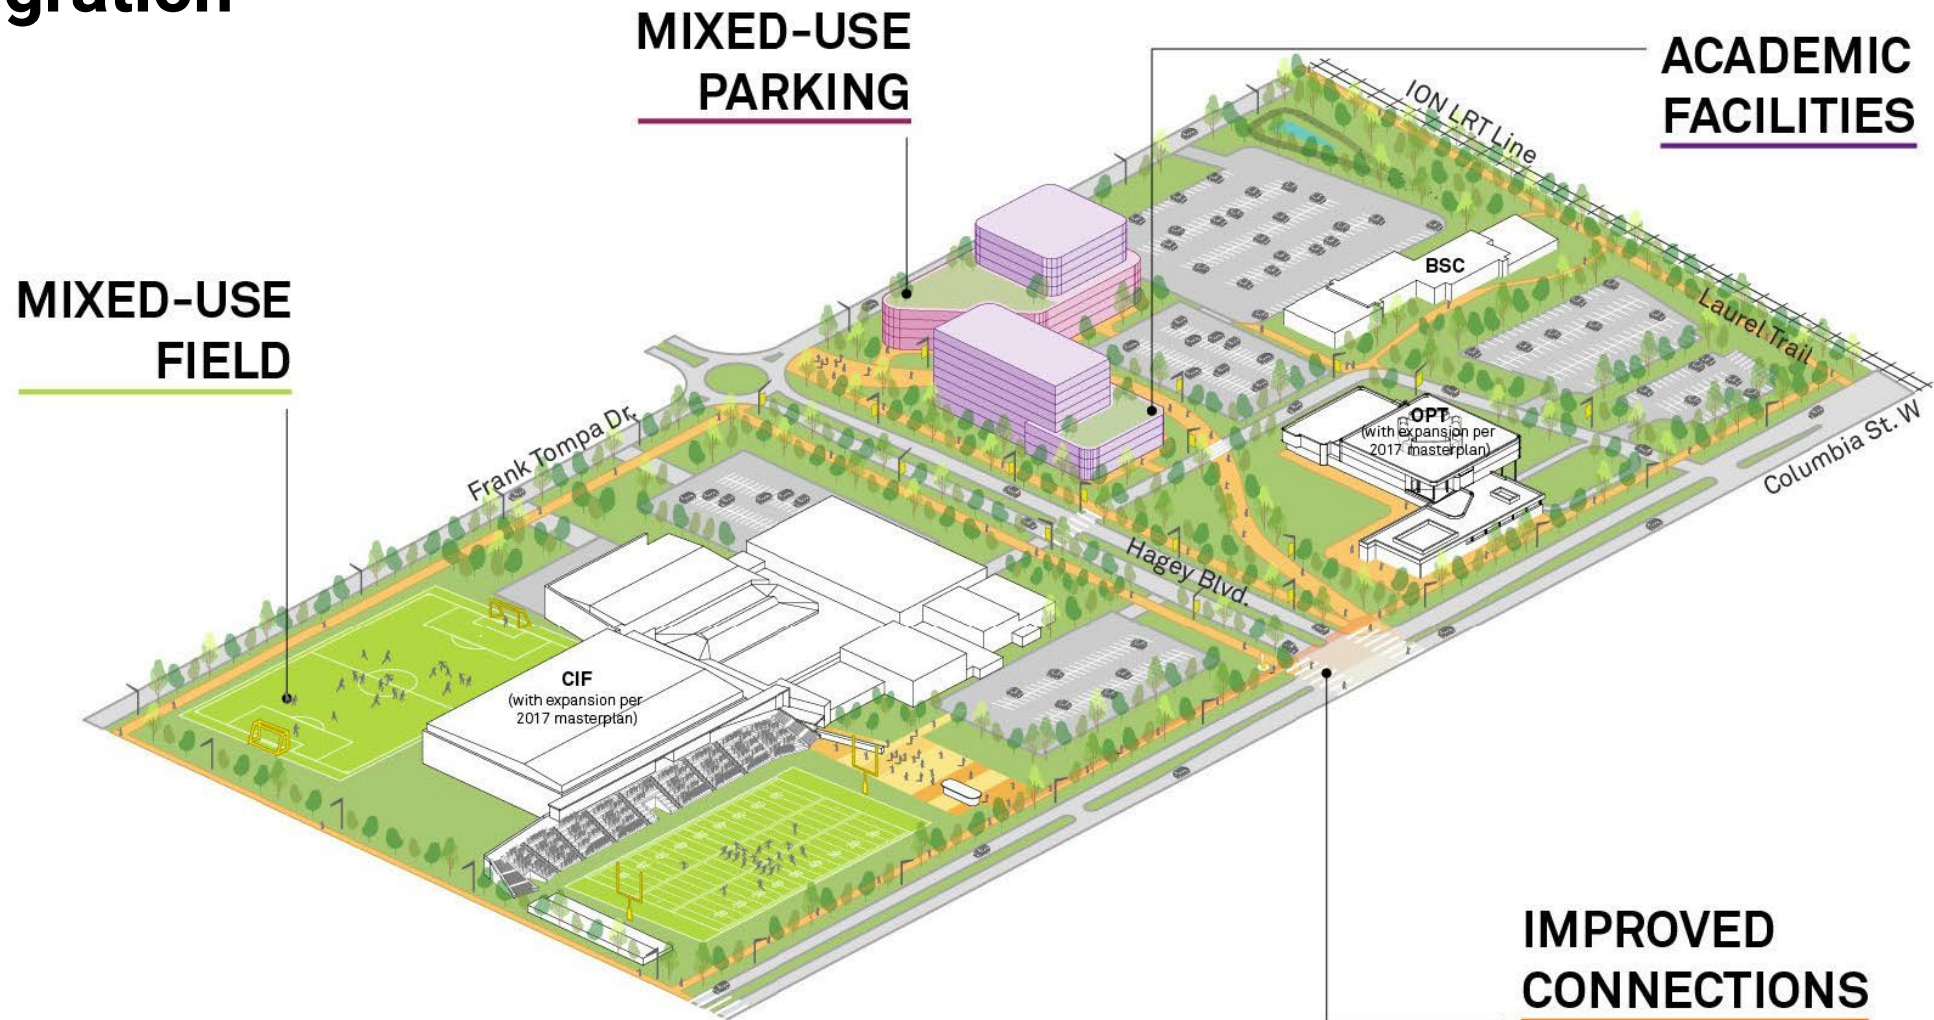 gration
MIXED-USE
PARKING
ACADEMIC
FACILITIES
ION LRT Line
MIXED-USE
FIELD
BSC
Laurel Trail
Frank Tompa Dr.
OPT
(with expansion per
2017 masterplan)
Columbia St. W
Hagey Blvd.
CIF
(with expansion per
2017 masterplan)
IMPROVED
CONNECTIONS